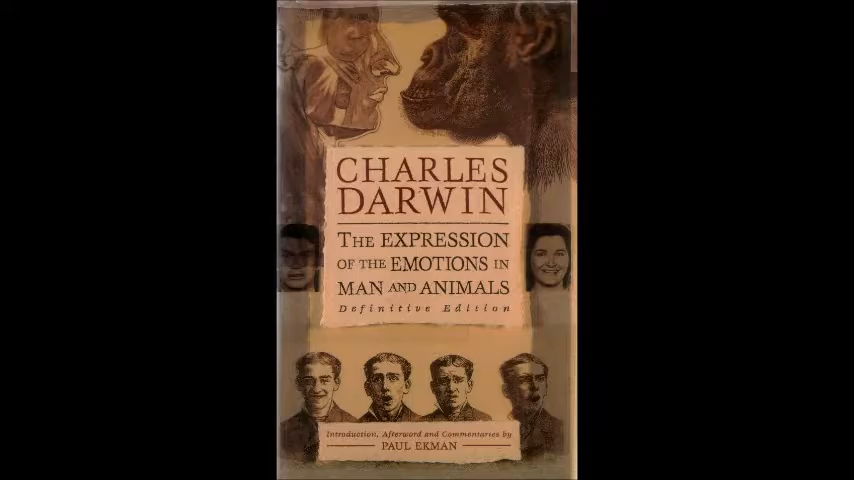 CHARLES
DARWIN
THE EXPRESSION
OF THE EMOTIONS IN
MAN AND ANIMALS
Definitive Edition
Introduction, Afterword and Commentaries by
PAUL EKMAN